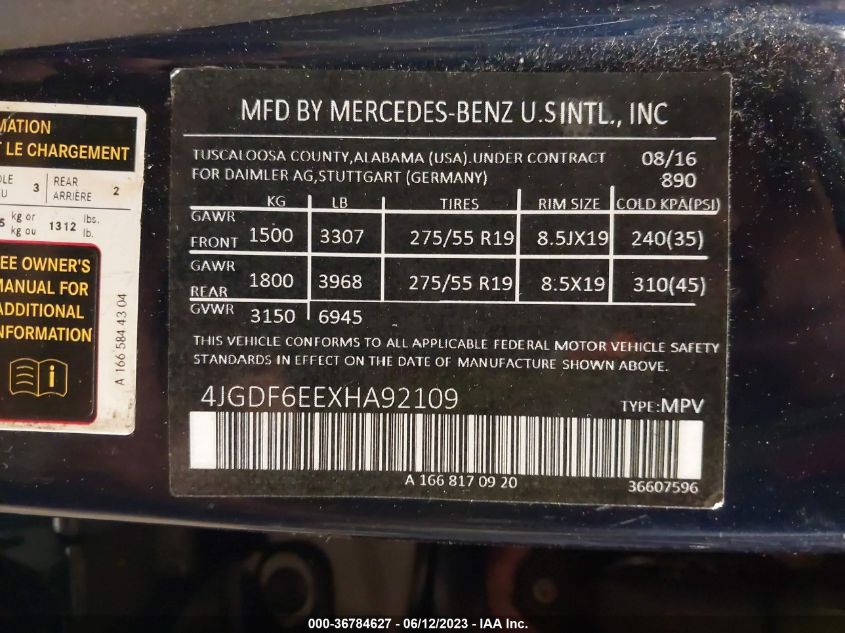 MATION
LE CHARGEMENT
3 REAR
ARRIÈRE 2
kg or
kg ou 1312 lbs.
lb.
OWNER'S
MANUAL FOR
ADDITIONAL
INFORMATION
A 166 584 43 04
MFD BY MERCEDES-BENZ U.S INTL., INC
TUSCALOOSA COUNTY,ALABAMA (USA).UNDER CONTRACT 08/16
FOR DAIMLER AG,STUTTGART (GERMANY) 890
KG LB TIRES RIM SIZE COLD KPA(PSI)
GAWR
FRONT 1500 3307 275/55 R19 8.5JX19 240(35)
GAWR
REAR 1800 3968 275/55 R19 8.5X19 310(45)
GVWR 3150 6945
THIS VEHICLE CONFORMS TO ALL APPLICABLE FEDERAL MOTOR VEHICLE SAFETY
STANDARDS IN EFFECT ON THE DATE OF MANUFACTURE SHOWN ABOVE.
4JGDF6EEXHA92109 TYPE:MPV
A 166 817 09 20
36607596
000-36784627 - 06/12/2023 - IAA Inc.